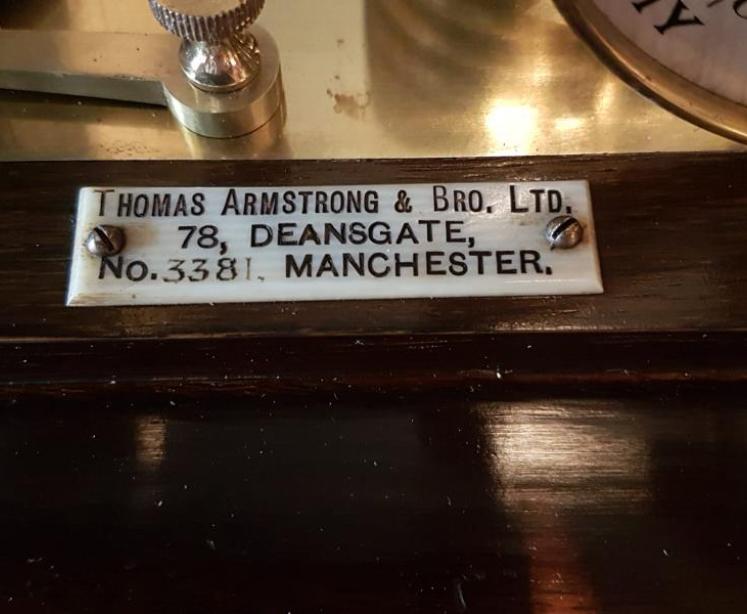 THOMAS ARMSTRONG & BRO. LTD.
78, DEANSGATE,
No. 3381. MANCHESTER.